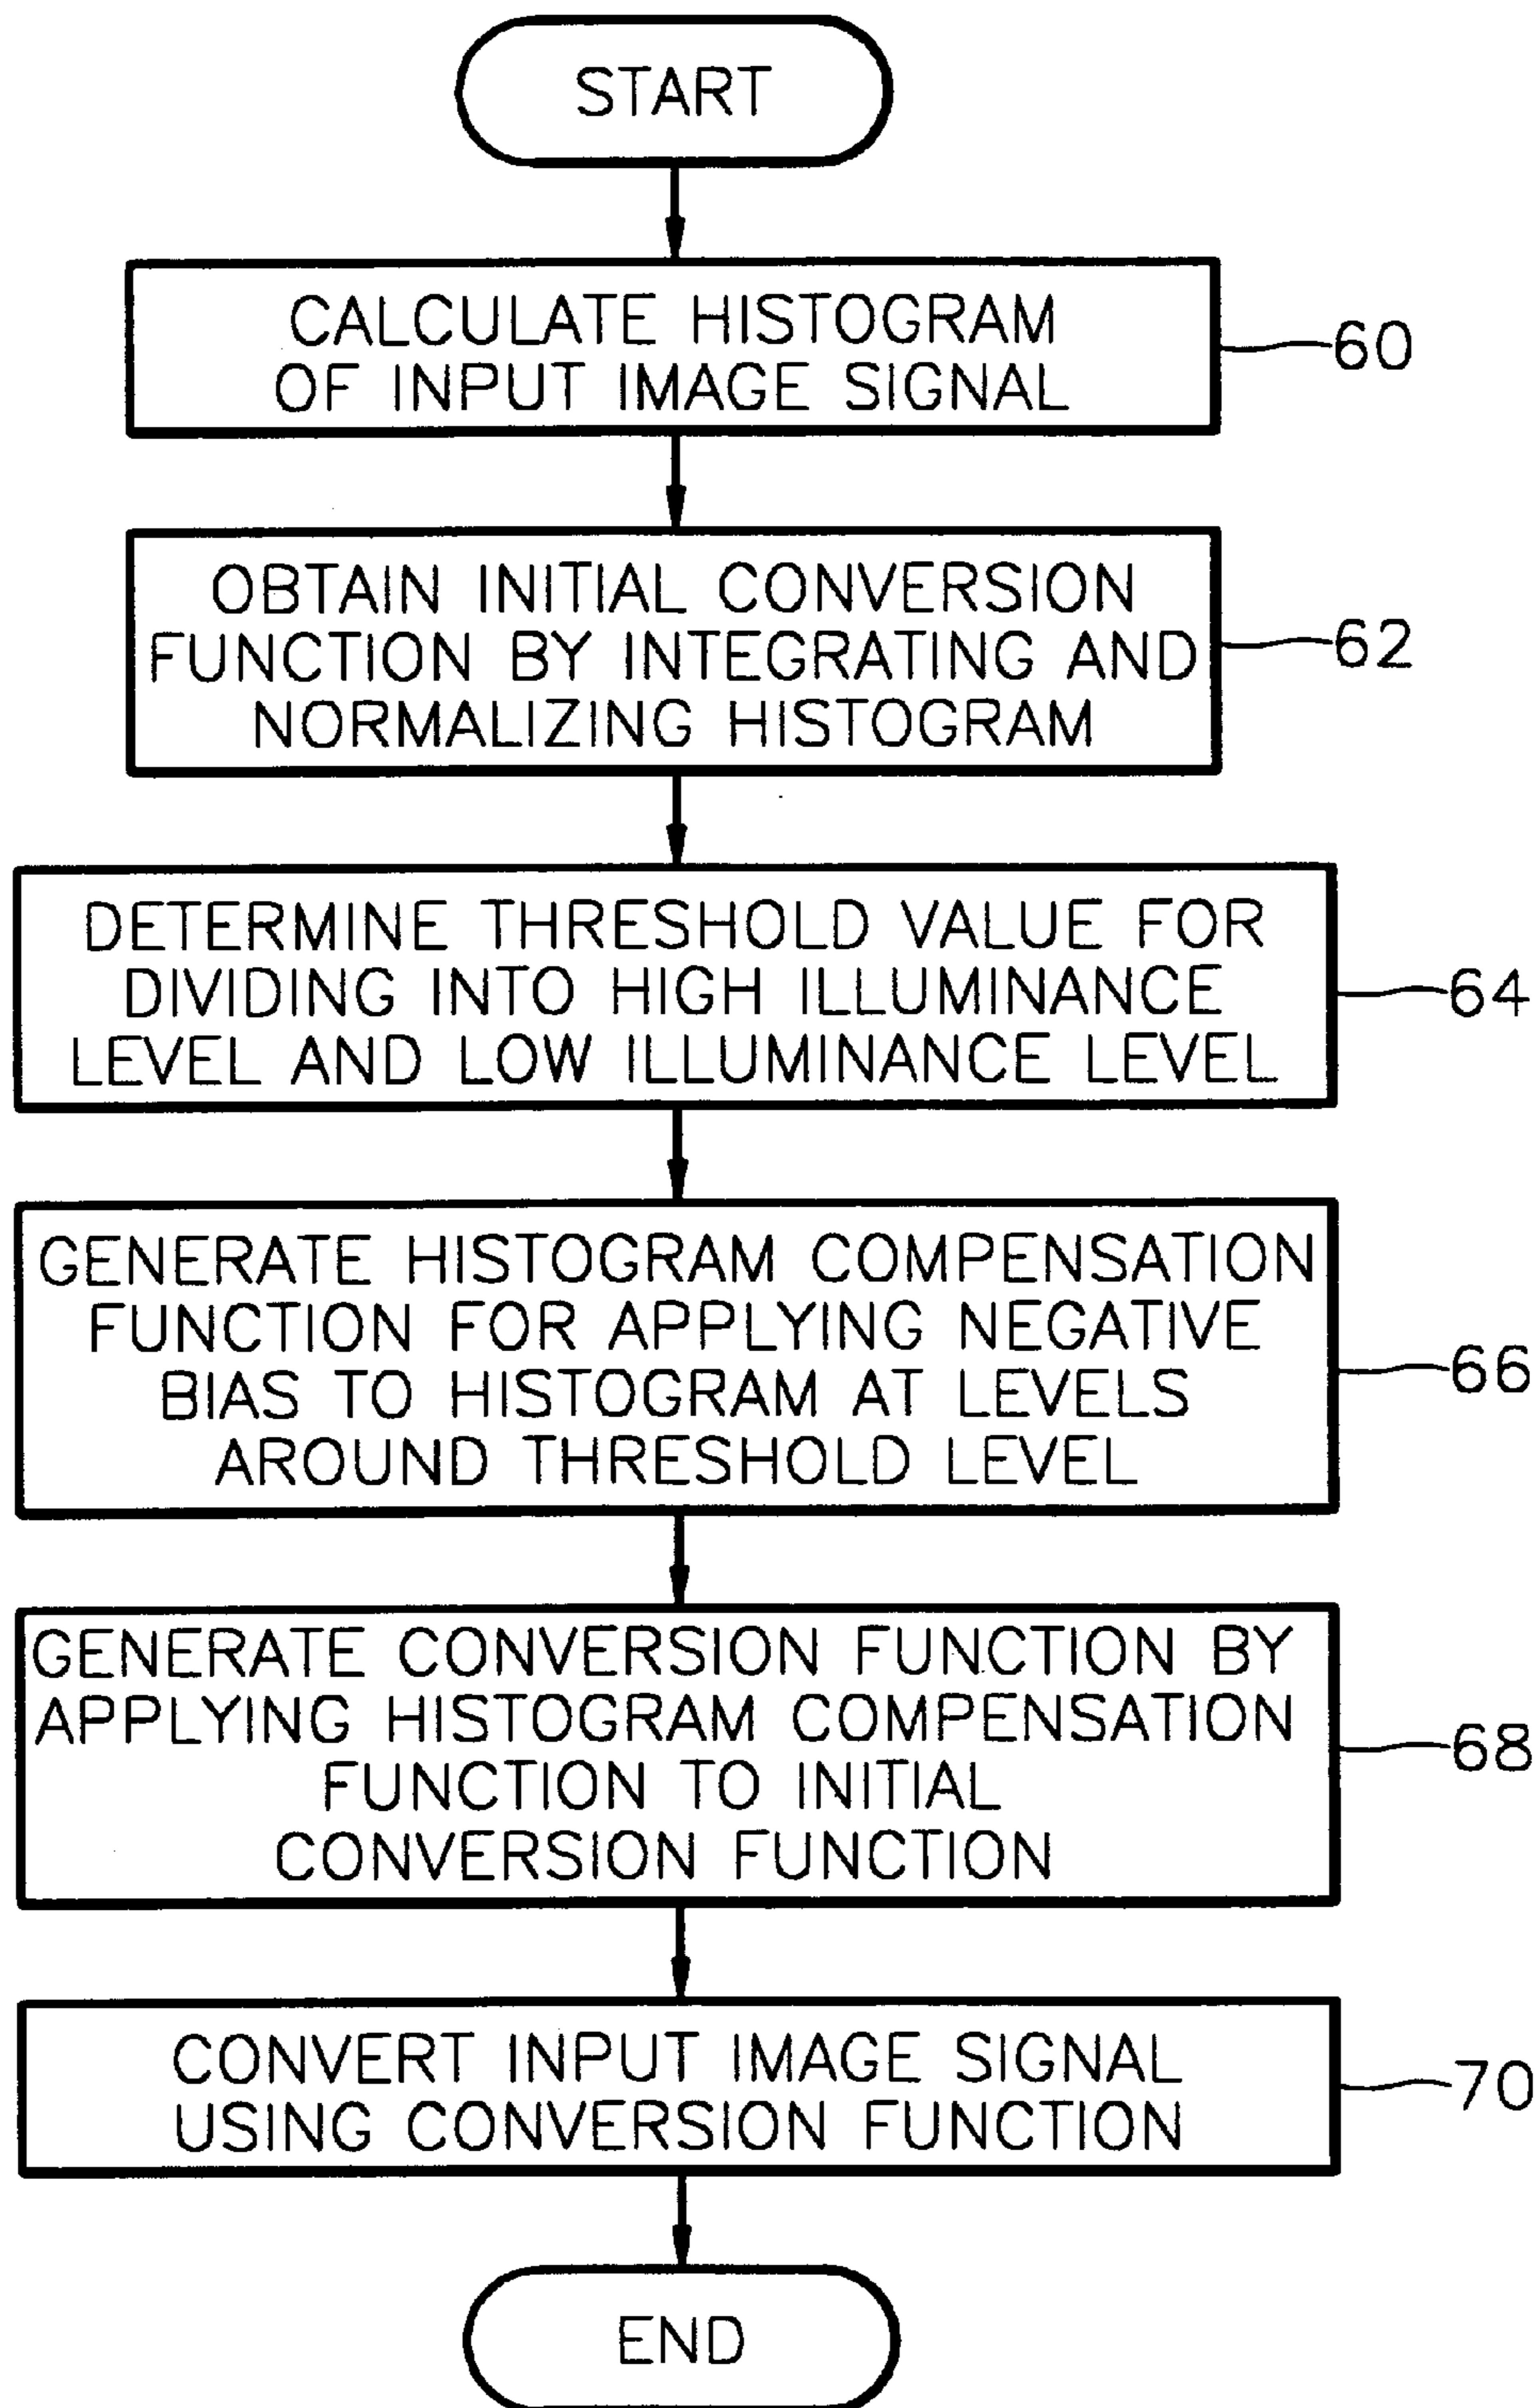 START
CALCULATE HISTOGRAM
OF INPUT IMAGE SIGNAL
60
OBTAIN INITIAL CONVERSION
FUNCTION BY INTEGRATING AND
NORMALIZING HISTOGRAM
62
DETERMINE THRESHOLD VALUE FOR
DIVIDING INTO HIGH ILLUMINANCE
LEVEL AND LOW ILLUMINANCE LEVEL
64
GENERATE HISTOGRAM COMPENSATION
FUNCTION FOR APPLYING NEGATIVE
BIAS TO HISTOGRAM AT LEVELS
AROUND THRESHOLD LEVEL
66
GENERATE CONVERSION FUNCTION BY
APPLYING HISTOGRAM COMPENSATION
FUNCTION TO INITIAL
CONVERSION FUNCTION
68
CONVERT INPUT IMAGE SIGNAL
USING CONVERSION FUNCTION
70
END